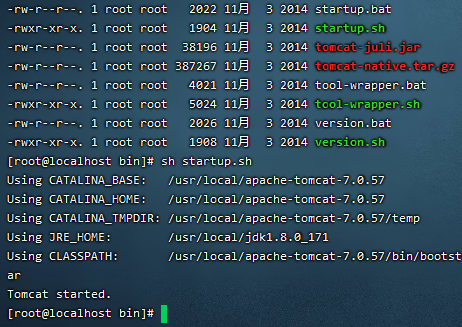 -rw-r--r--. 1 root root   2022 11月  3 2014 startup.bat
-rwxr-xr-x. 1 root root   1904 11月  3 2014 startup.sh
-rw-r--r--. 1 root root  38196 11月  3 2014 tomcat-juli.jar
-rw-r--r--. 1 root root 387267 11月  3 2014 tomcat-native.tar.gz
-rw-r--r--. 1 root root   4021 11月  3 2014 tool-wrapper.bat
-rwxr-xr-x. 1 root root   5024 11月  3 2014 tool-wrapper.sh
-rw-r--r--. 1 root root   2026 11月  3 2014 version.bat
-rwxr-xr-x. 1 root root   1908 11月  3 2014 version.sh
[root@localhost bin]# sh startup.sh
Using CATALINA_BASE:   /usr/local/apache-tomcat-7.0.57
Using CATALINA_HOME:   /usr/local/apache-tomcat-7.0.57
Using CATALINA_TMPDIR: /usr/local/apache-tomcat-7.0.57/temp
Using JRE_HOME:        /usr/local/jdk1.8.0_171
Using CLASSPATH:       /usr/local/apache-tomcat-7.0.57/bin/bootst
ar
Tomcat started.
[root@localhost bin]#